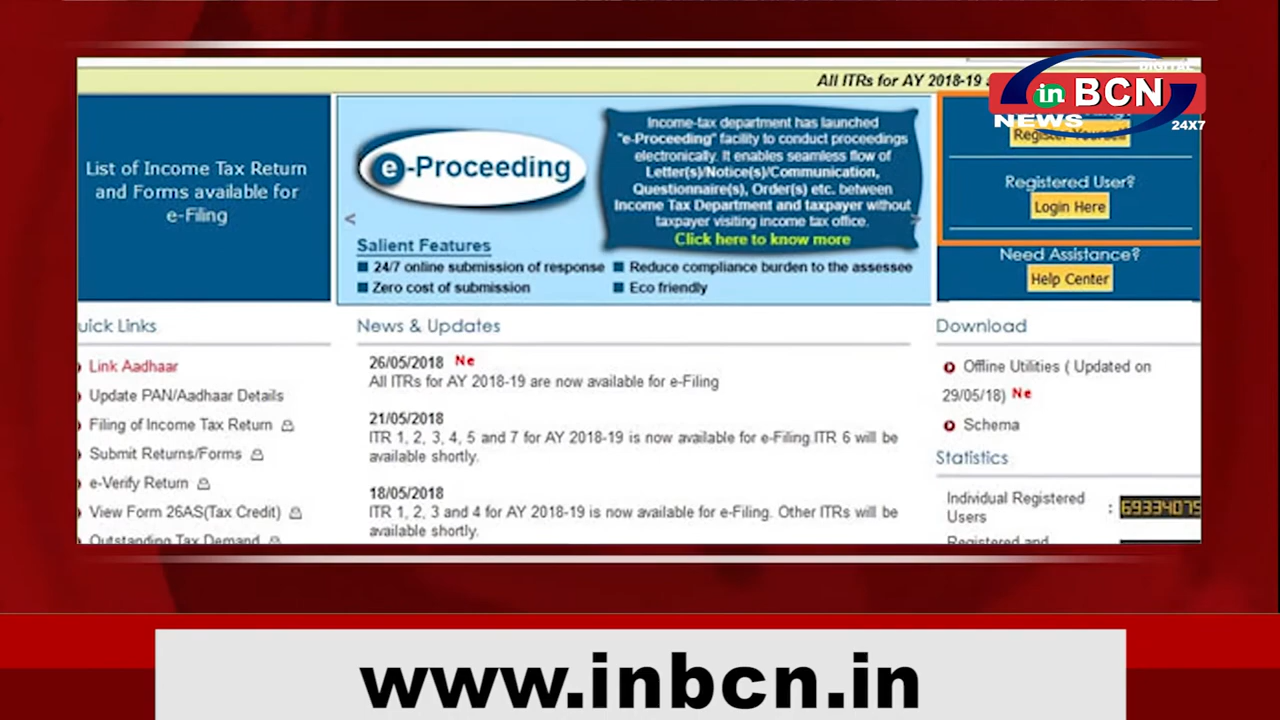 All ITRs for AY 2018-19
DIGITAL
in BCN
NEWS
24X7
List of Income Tax Return
and Forms available for
e-Filing
e-Proceeding
Income-tax department has launched
"e-Proceeding" facility to conduct proceedings
electronically. It enables seamless flow of
Letter(s)/Notice(s)/Communication,
Questionnaire(s), Order(s) etc. between
Income Tax Department and taxpayer without
taxpayer visiting income tax office.
Click here to know more
<
>
Salient Features
24/7 online submission of response
Reduce compliance burden to the assessee
Zero cost of submission
Eco friendly
Register Yourself
Registered User?
Login Here
Need Assistance?
Help Center
uick Links
Link Aadhaar
Update PAN/Aadhaar Details
Filing of Income Tax Return
Submit Returns/Forms
e-Verify Return
View Form 26AS(Tax Credit)
Outstanding Tax Demand
News & Updates
26/05/2018 Ne
All ITRs for AY 2018-19 are now available for e-Filing
21/05/2018
ITR 1, 2, 3, 4, 5 and 7 for AY 2018-19 is now available for e-Filing.ITR 6 will be
available shortly.
18/05/2018
ITR 1, 2, 3 and 4 for AY 2018-19 is now available for e-Filing. Other ITRs will be
available shortly.
Download
Offline Utilities ( Updated on
29/05/18) Ne
Schema
Statistics
Individual Registered
Users
: 69334079
Registered and
www.inbcn.in